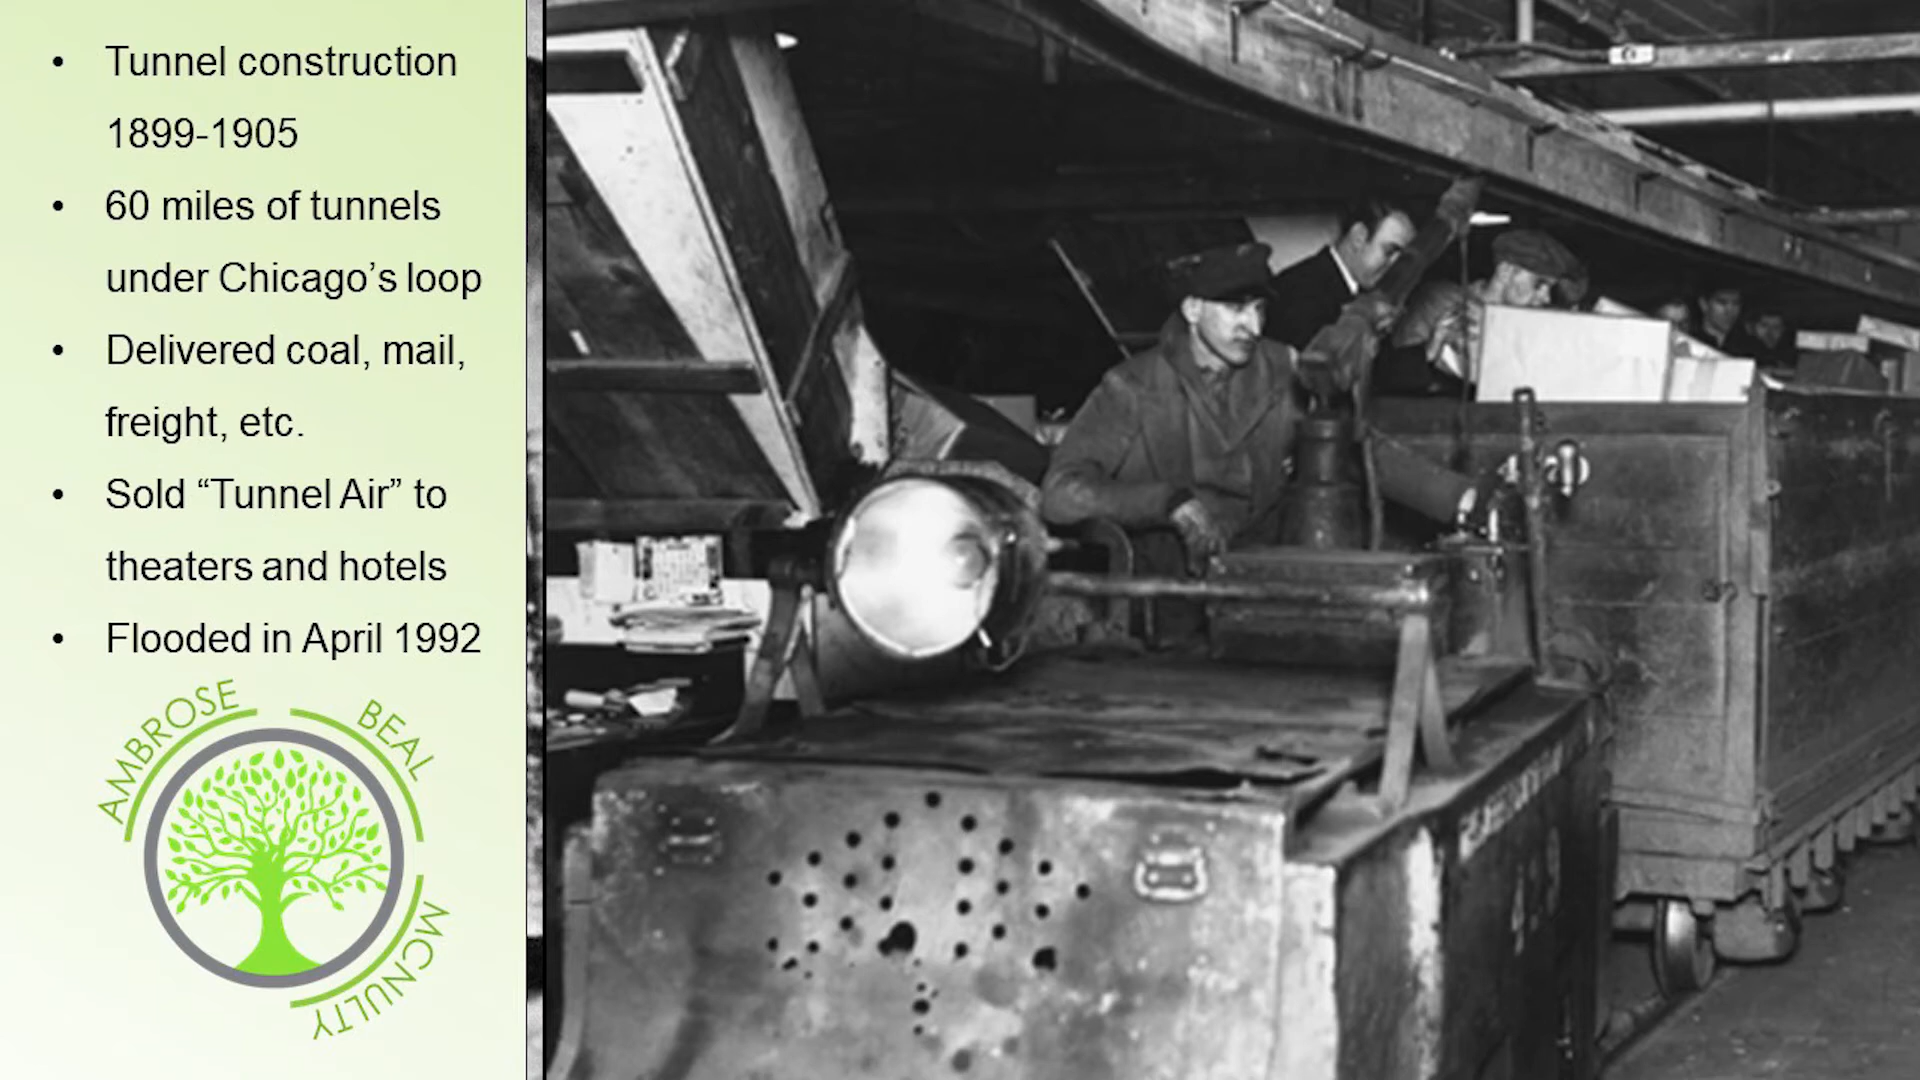 • Tunnel construction
1899-1905
• 60 miles of tunnels
under Chicago’s loop
• Delivered coal, mail,
freight, etc.
• Sold “Tunnel Air” to
theaters and hotels
• Flooded in April 1992
AMBROSE
BEAL
MCNULTY